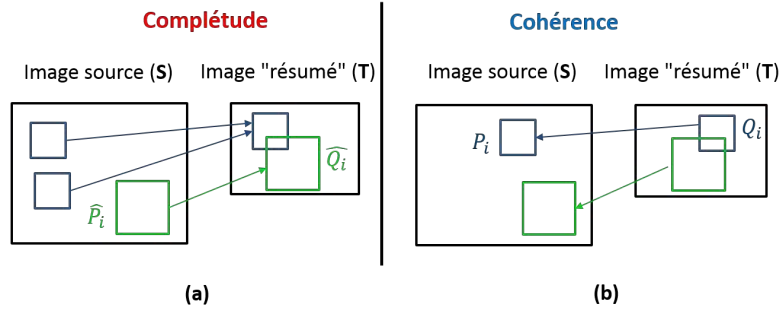 Complétude
Cohérence
Image source (S)
Image "résumé" (T)
Image source (S)
Image "résumé" (T)
P̂i
Q̂i
Pi
Qi
(a)
(b)